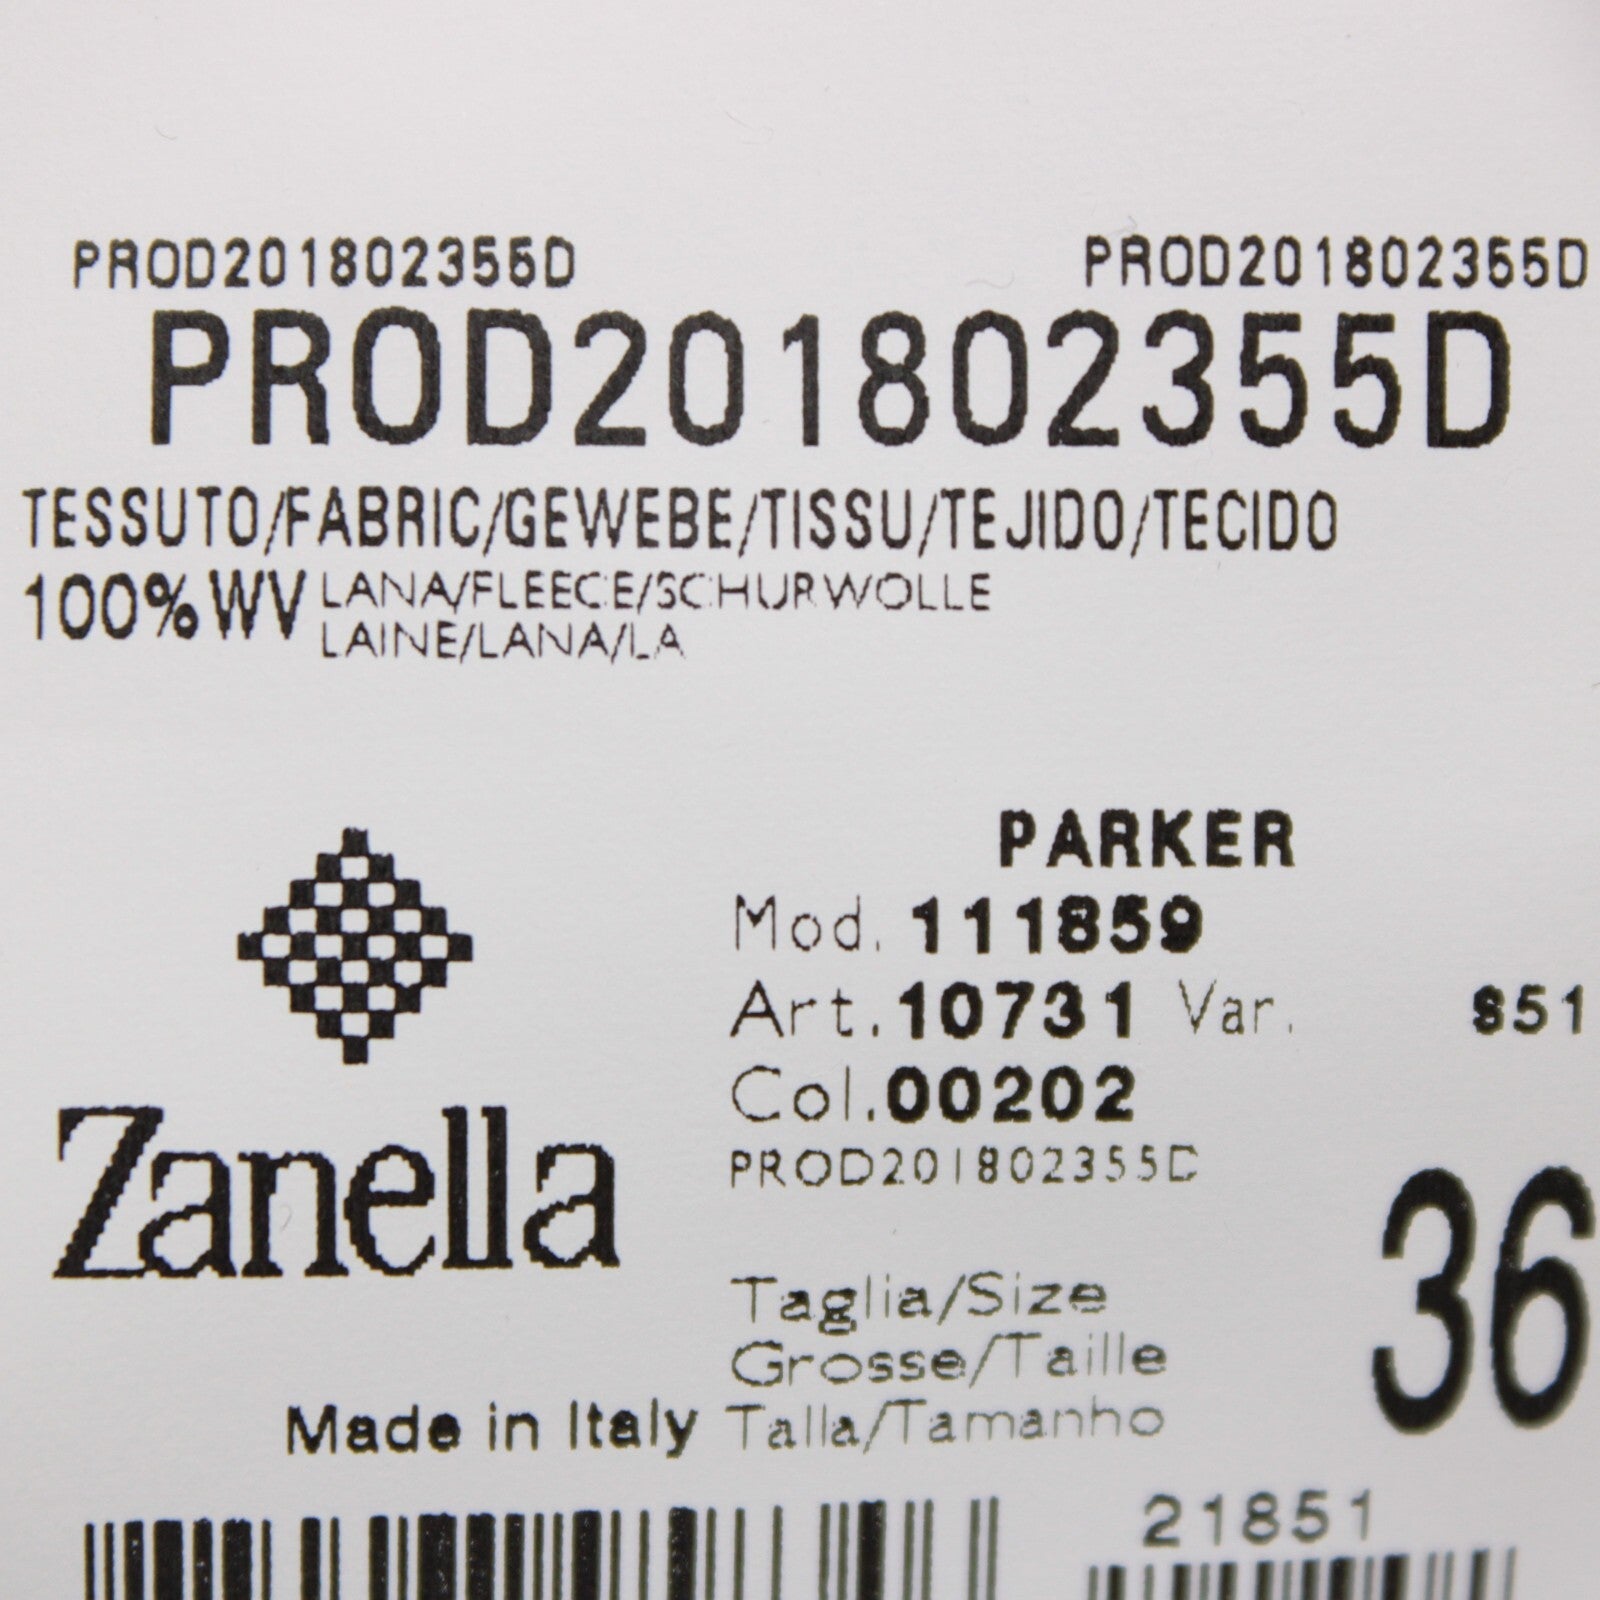 PROD201802355D PROD201802355D
PROD201802355D
TESSUTO/FABRIC/GEWEBE/TISSU/TEJIDO/TECIDO
100%WV LANA/FLEECE/SCHURWOLLE
LAINE/LANA/LA
PARKER
Mod. 111859
Art. 10731 Var. 851
Col. 00202
PROD201802355D
Zanella
36
Taglia/Size
Grosse/Taille
Made in Italy Talla/Tamanho
21851